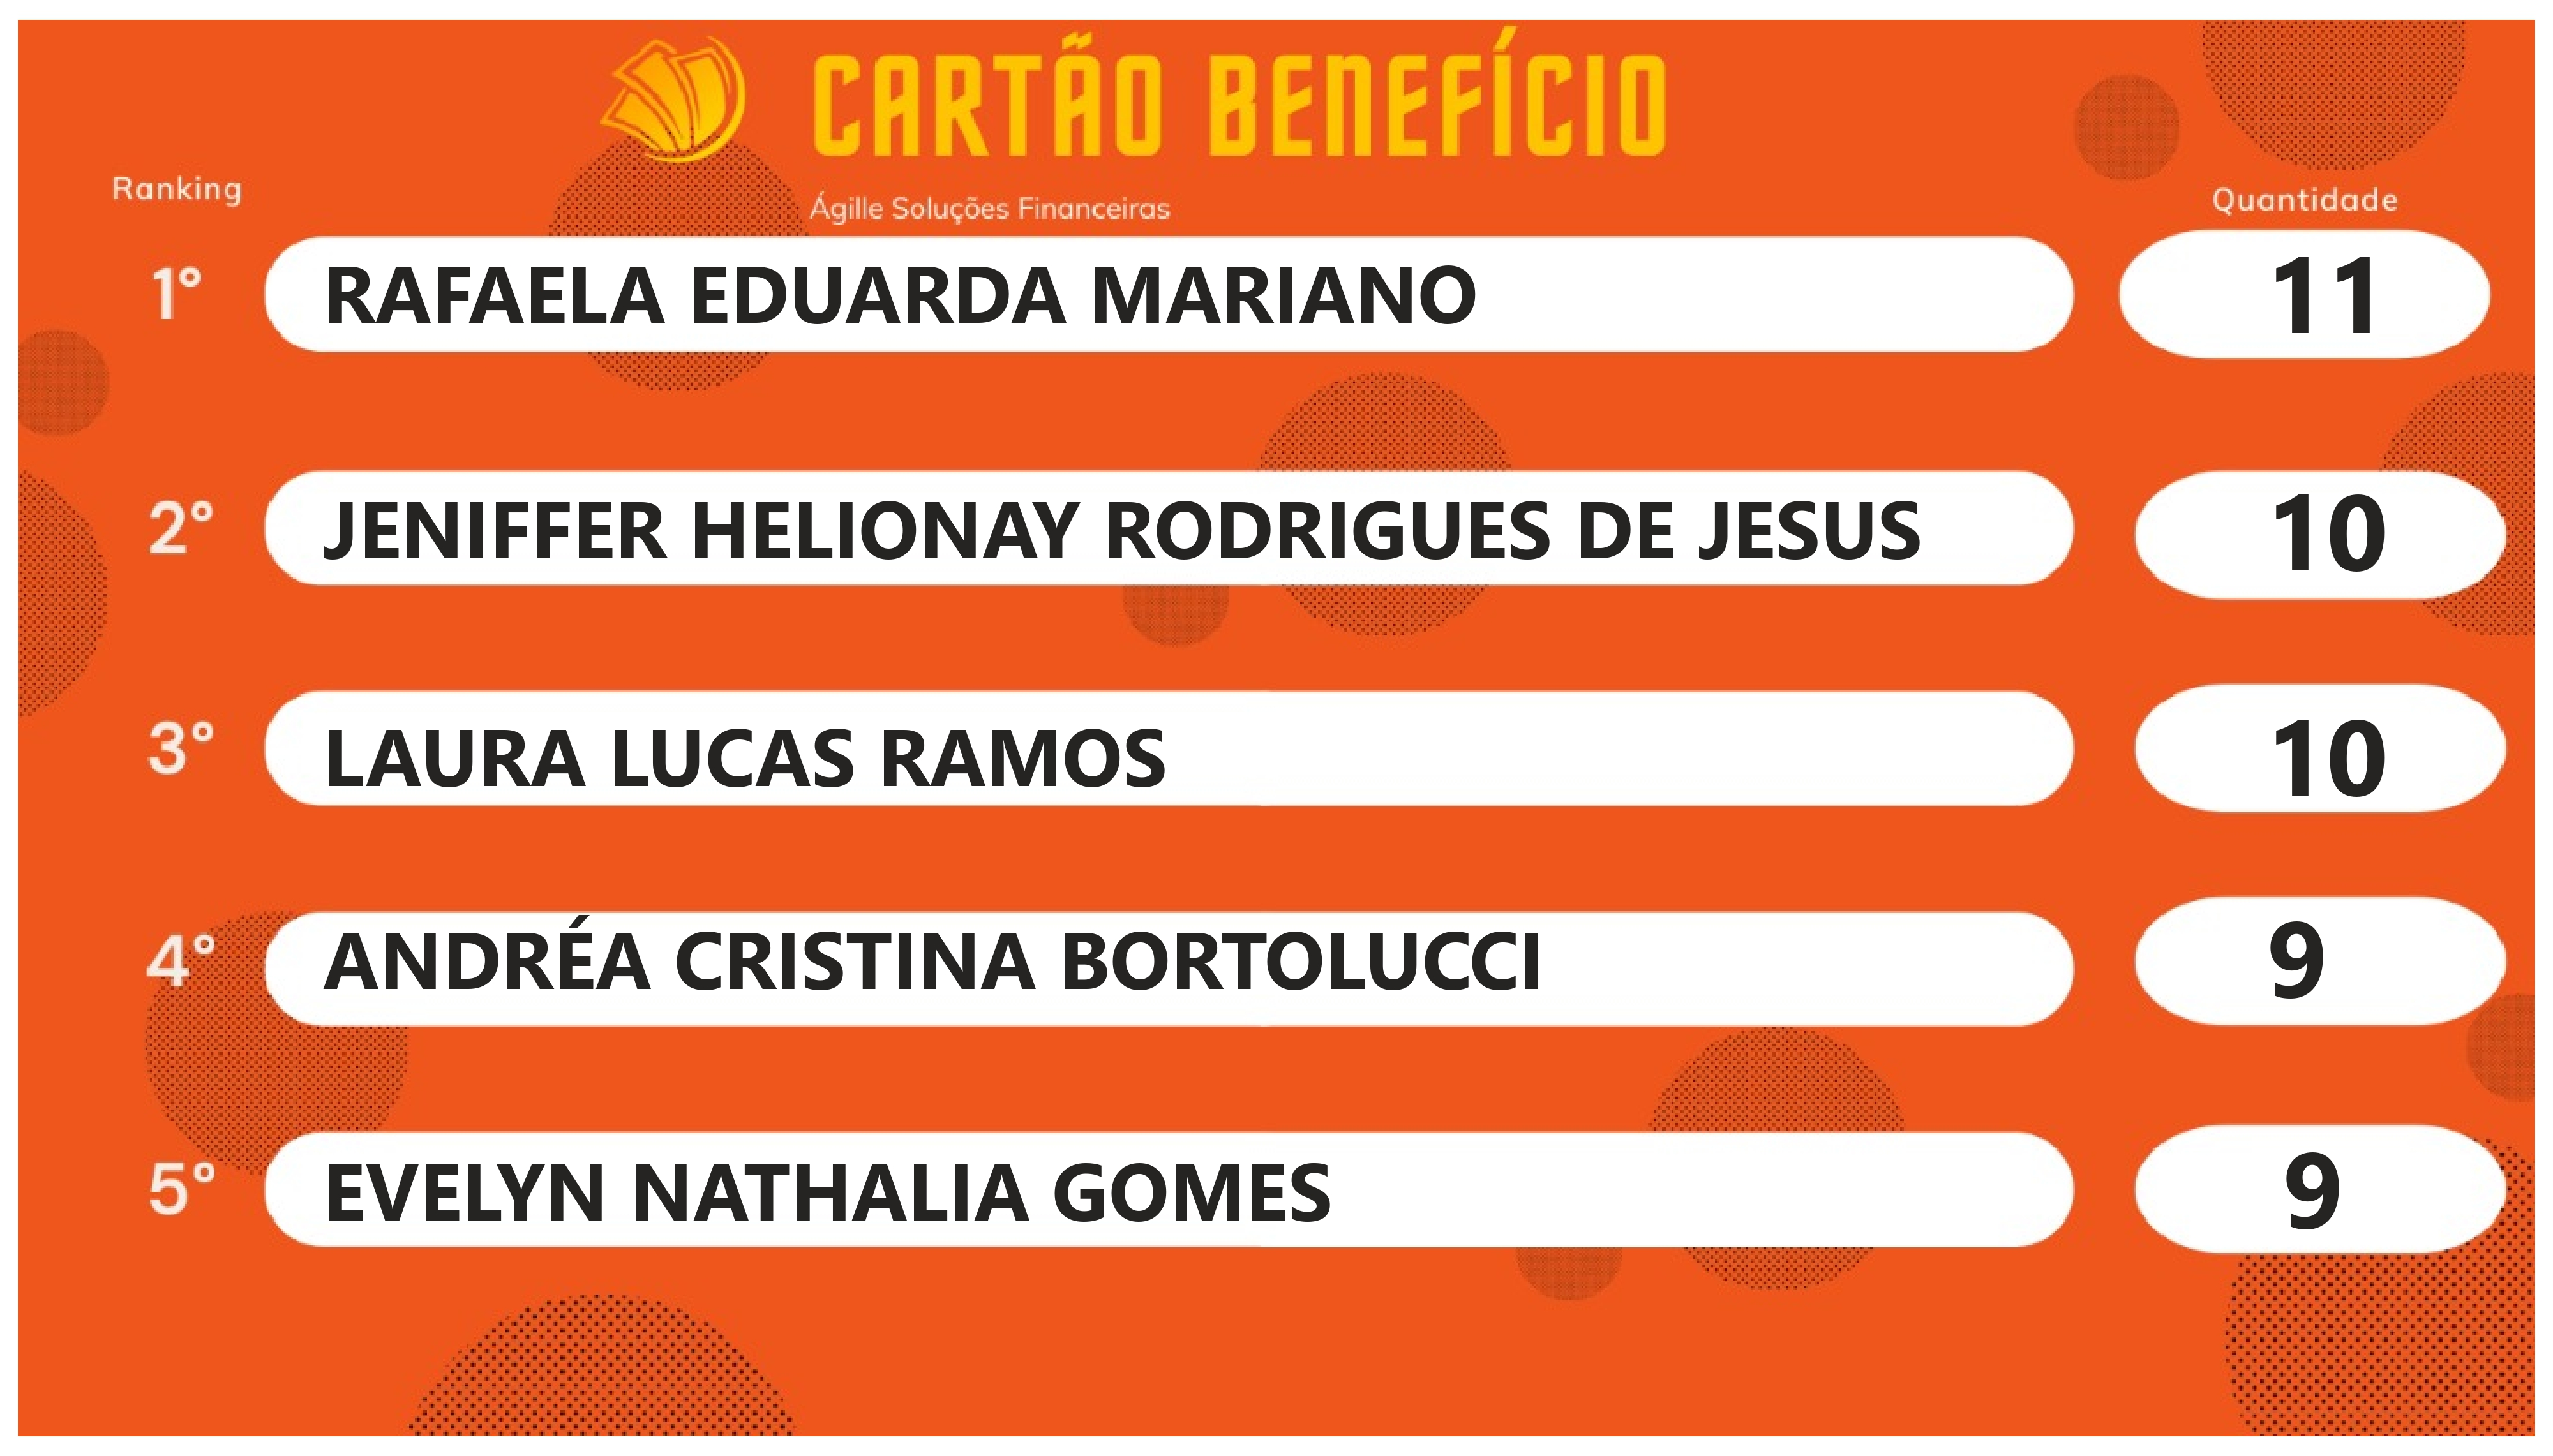 CARTÃO BENEFÍCIO
Ranking
Ágille Soluções Financeiras
Quantidade
1° RAFAELA EDUARDA MARIANO 11
2° JENIFFER HELIONAY RODRIGUES DE JESUS 10
3° LAURA LUCAS RAMOS 10
4° ANDRÉA CRISTINA BORTOLUCCI 9
5° EVELYN NATHALIA GOMES 9